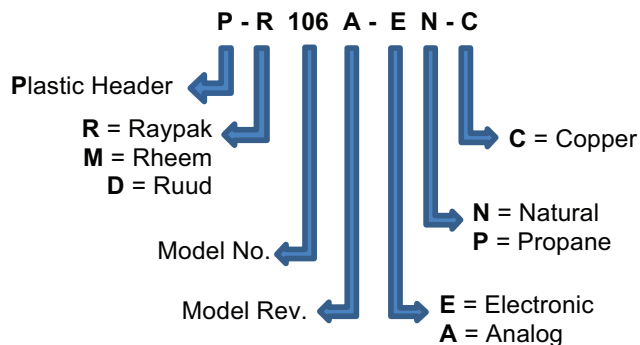 P - R 106 A - E N - C
Plastic Header
R = Raypak
M = Rheem
D = Ruud
C = Copper
N = Natural
P = Propane
Model No.
Model Rev.
E = Electronic
A = Analog